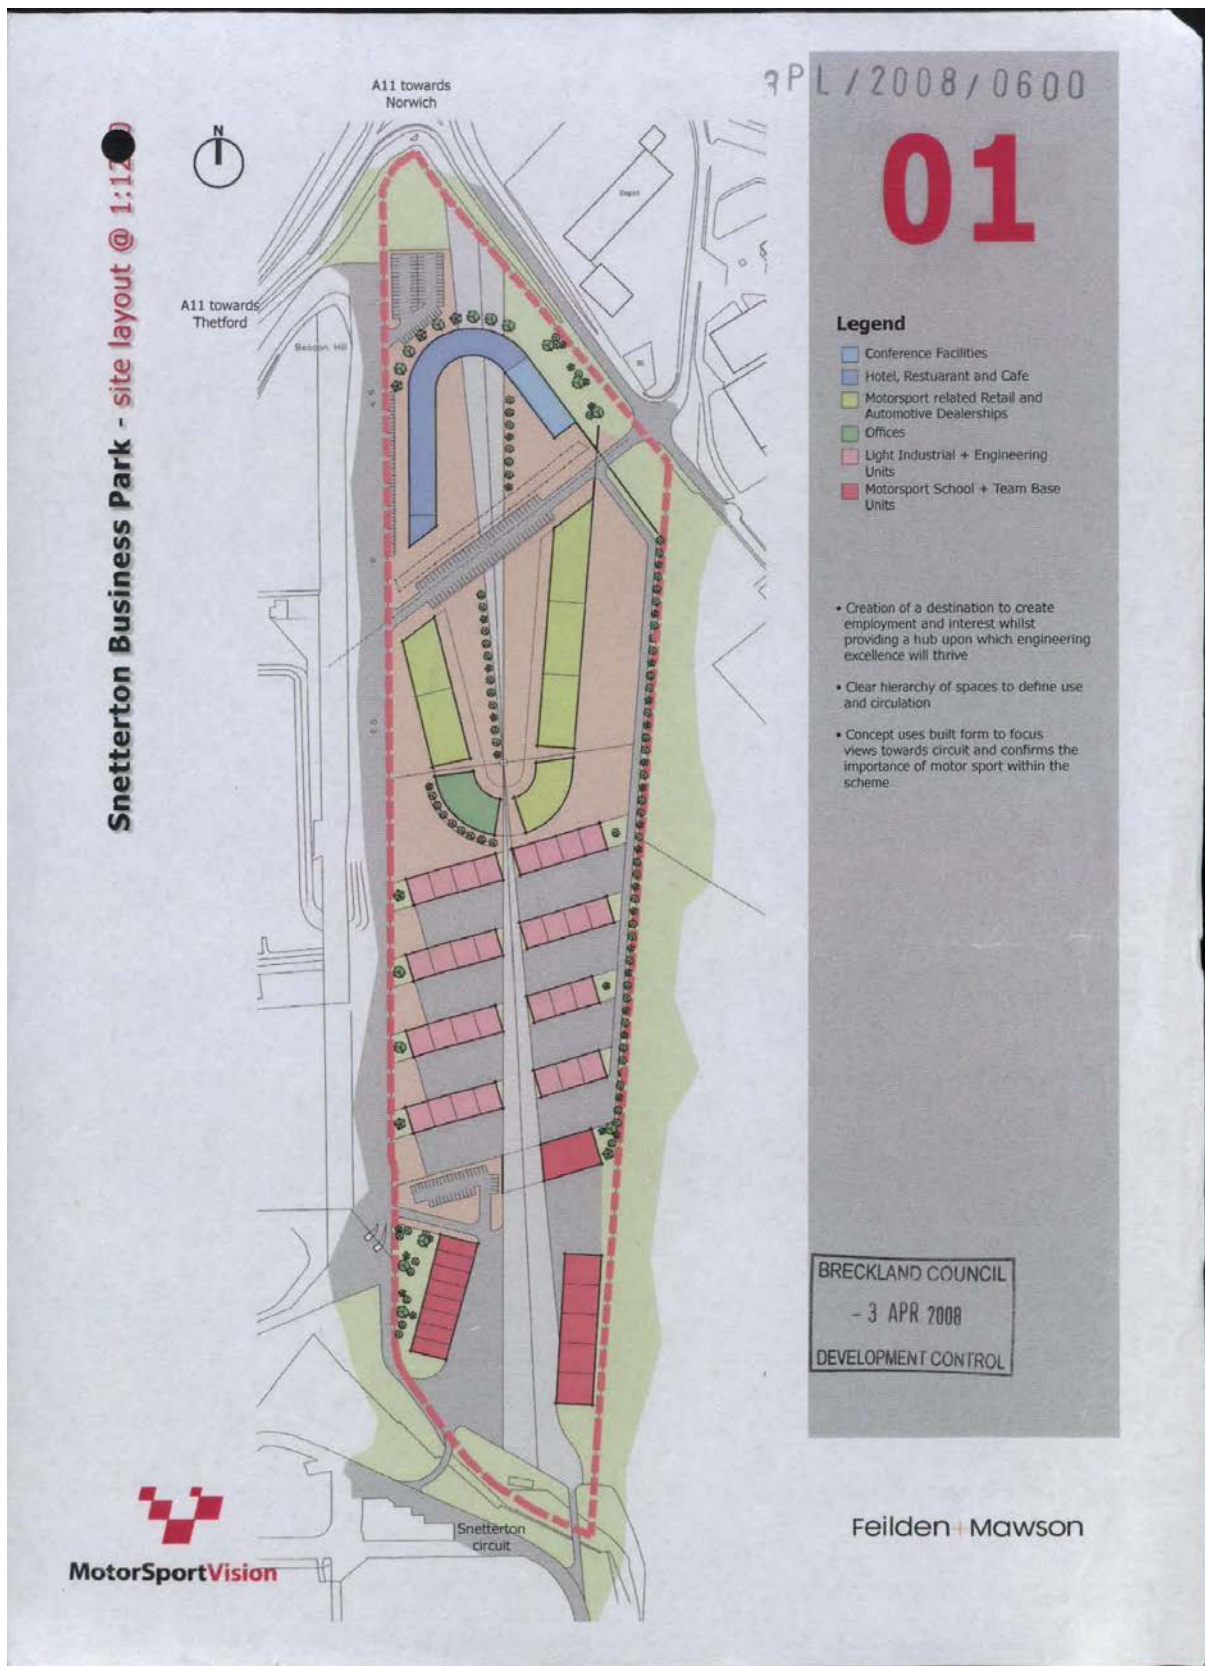 3PL/2008/0600
01
A11 towards
Norwich
N
A11 towards
Thetford
Beacon Hill
Depot
Snetterton Business Park - site layout @
Legend
Conference Facilities
Hotel, Restuarant and Cafe
Motorsport related Retail and
Automotive Dealerships
Offices
Light Industrial + Engineering
Units
Motorsport School + Team Base
Units
• Creation of a destination to create
employment and interest whilst
providing a hub upon which engineering
excellence will thrive
• Clear hierarchy of spaces to define use
and circulation
• Concept uses built form to focus
views towards circuit and confirms the
importance of motor sport within the
scheme
BRECKLAND COUNCIL
- 3 APR 2008
DEVELOPMENT CONTROL
Snetterton
circuit
MotorSportVision
Feilden+Mawson